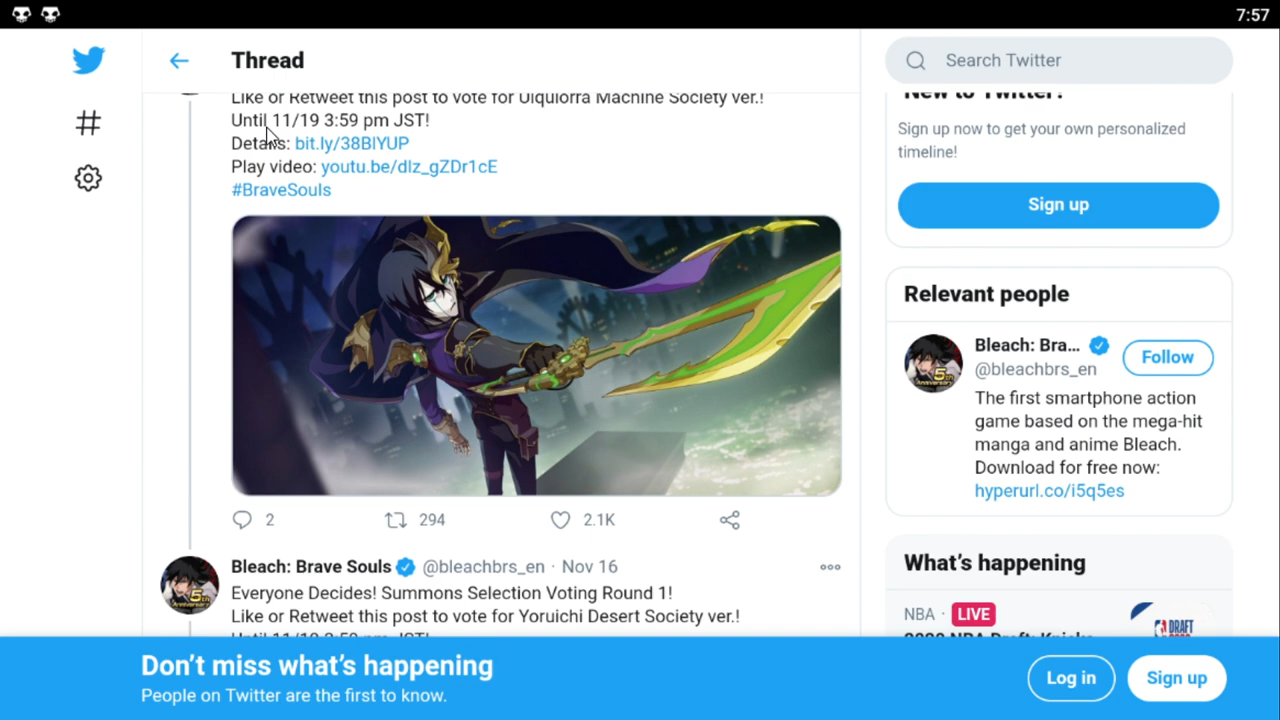 7:57
Thread
Search Twitter
Like or Retweet this post to vote for Ulquiorra Machine Society ver.!
Until 11/19 3:59 pm JST!
Details: bit.ly/38BlYUP
Play video: youtu.be/dlz_gZDr1cE
#BraveSouls
2 294 2.1K
Bleach: Brave Souls @bleachbrs_en · Nov 16
Everyone Decides! Summons Selection Voting Round 1!
Like or Retweet this post to vote for Yoruichi Desert Society ver.!
New to Twitter?
Sign up now to get your own personalized
timeline!
Sign up
Relevant people
Bleach: Bra...
@bleachbrs_en
Follow
The first smartphone action
game based on the mega-hit
manga and anime Bleach.
Download for free now:
hyperurl.co/i5q5es
5th
Anniversary
What's happening
NBA · LIVE
DRAFT
Don't miss what's happening
People on Twitter are the first to know.
Log in
Sign up